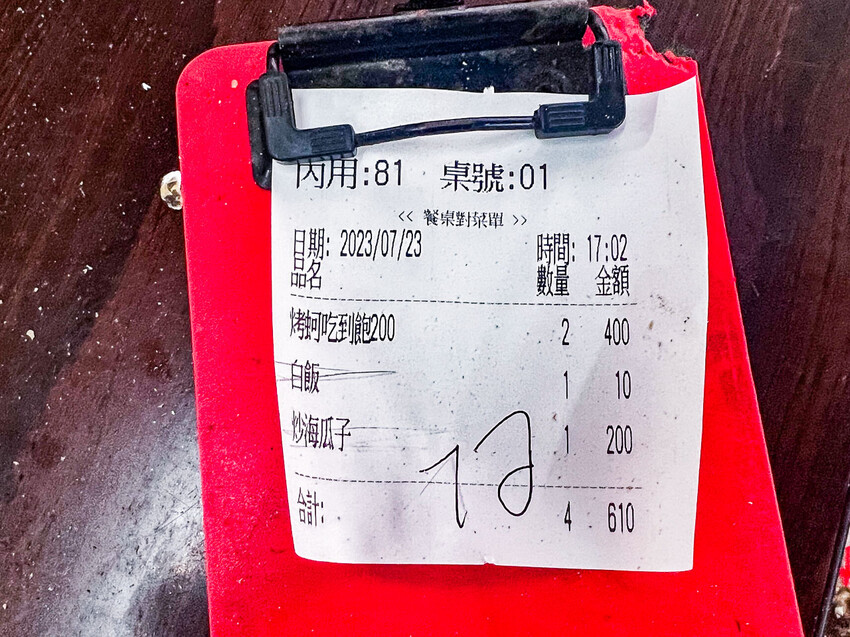 內用:81 桌號:01
<< 餐桌對菜單 >>
日期: 2023/07/23 時間: 17:02
品名 數量 金額
烤蚵吃到飽200 2 400
白飯 1 10
炒海瓜子 1 200
合計: 4 610